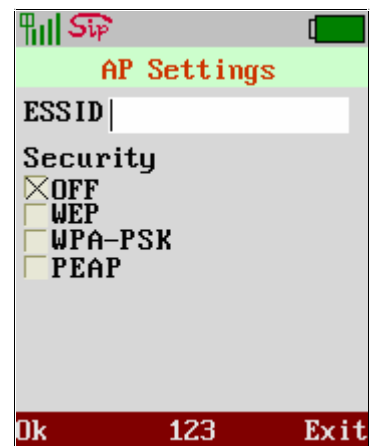 Sip
AP Settings
ESSID
Security
OFF
WEP
WPA-PSK
PEAP
Ok 123 Exit